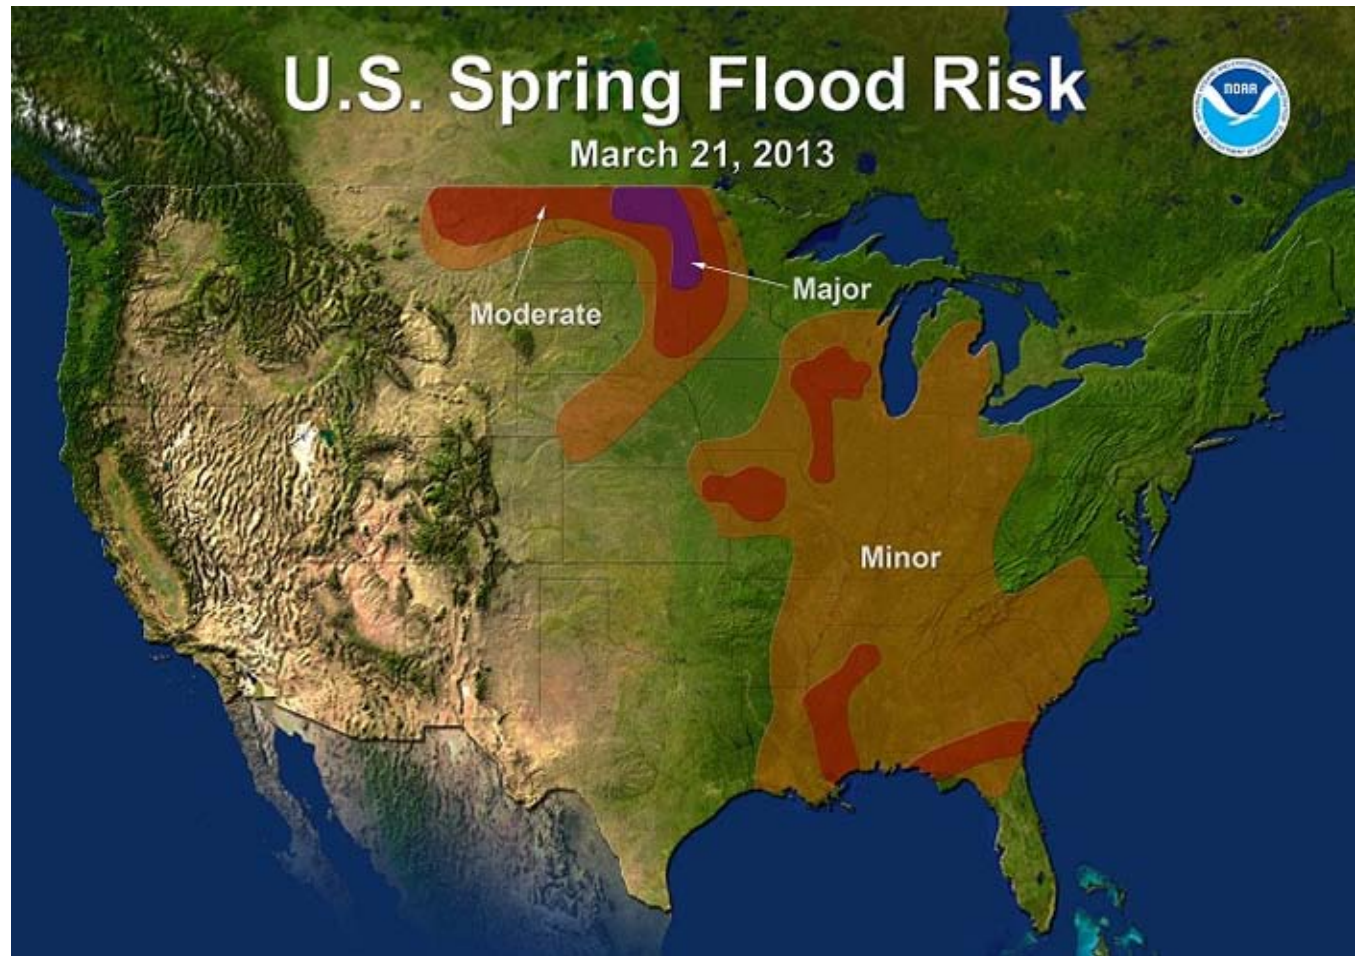 U.S. Spring Flood Risk
March 21, 2013
NOAA
Moderate
Major
Minor